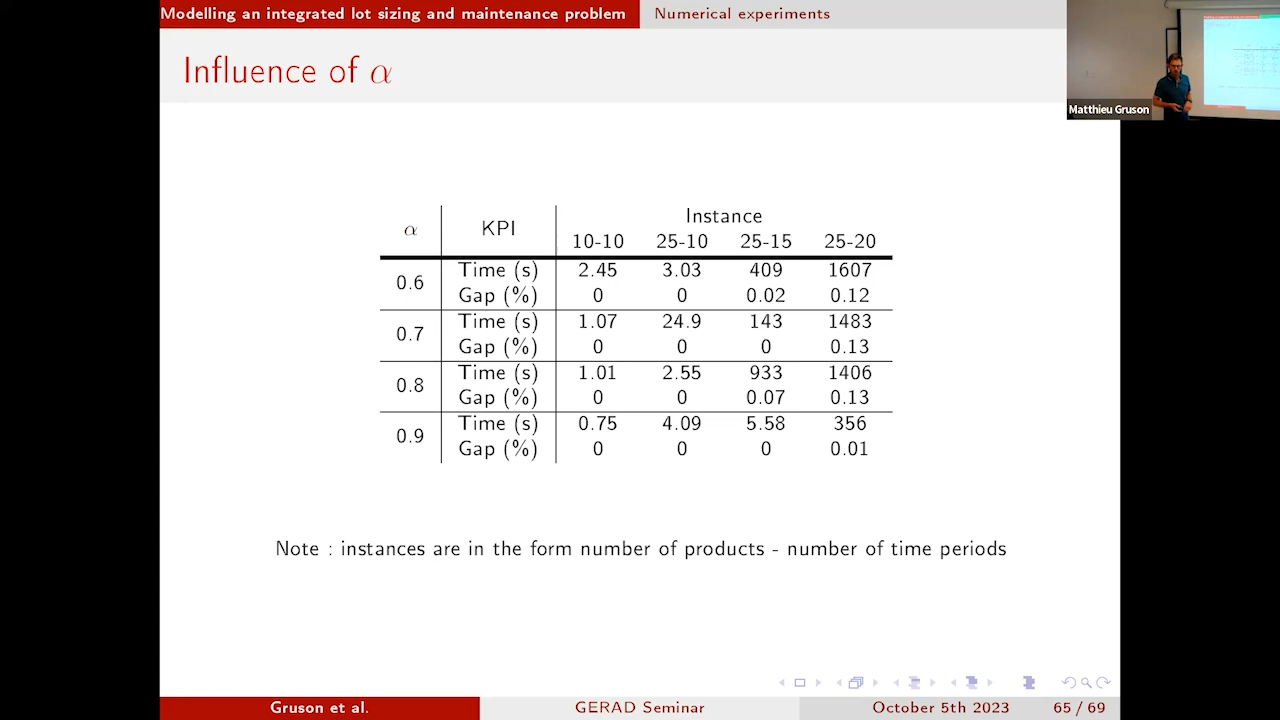 Modelling an integrated lot sizing and maintenance problem Numerical experiments
Influence of α
Matthieu Gruson
α KPI Instance
10-10 25-10 25-15 25-20
0.6 Time (s) 2.45 3.03 409 1607
Gap (%) 0 0 0.02 0.12
0.7 Time (s) 1.07 24.9 143 1483
Gap (%) 0 0 0 0.13
0.8 Time (s) 1.01 2.55 933 1406
Gap (%) 0 0 0.07 0.13
0.9 Time (s) 0.75 4.09 5.58 356
Gap (%) 0 0 0 0.01
Note : instances are in the form number of products - number of time periods
Gruson et al. GERAD Seminar October 5th 2023 65 / 69